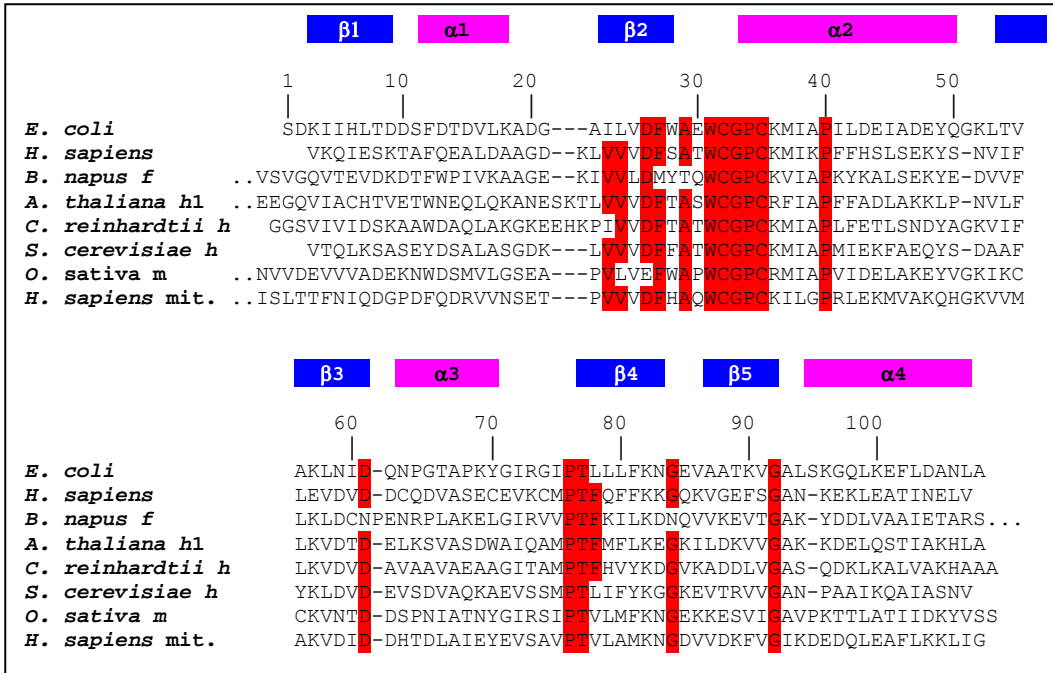 β1 α1 β2 α2
1 10 20 30 40 50
E. coli SDKIIHLTDDSFDTDVLKADG---AILVDFWAEWCGPCKMIAPILDEIADEYQGKLTV
H. sapiens VKQIESKTAFQEALDAAGD--KLVVVDFSATWCGPCKMIKPFFHSLSEKYS-NVIF
B. napus f ..VSVGQVTEVDKDTFWPIVKAAGE--KIVVLDMYTQWCGPCKVIAPKYKALSEKYE-DVVF
A. thaliana h1 ..EEGQVIACHTVETWNEQLQKANESKTLVVVDFTASWCGPCRFIAPFFADLAKKLP-NVLF
C. reinhardtii h GGSVIVIDSKAAWDAQLAKGKEEHKPIVVDFTATWCGPCKMIAPLFETLSNDYAGKVIF
S. cerevisiae h VTQLKSASEYDSALASGDK--LVVVDFFATWCGPCKMIAPMIEKFAEQYS-DAAF
O. sativa m ..NVVDEVVVADEKNWDSMVLGSEA---PVLVEFWAPWCGPCRMIAPVIDELAKEYVGKIKC
H. sapiens mit. ..ISLTTFNIQDGPDFQDRVVNSET---PVVVDFHAQWCGPCKILGPRLEKMVAKQHGKVVM
β3 α3 β4 β5 α4
60 70 80 90 100
E. coli AKLNID-QNPGTAPKYGIRGIPTLLLFKNGEVAATKVGALSKGQLKEFLDANLA
H. sapiens LEVDVD-DCQDVASECEVKCMPTFQFFKKGQKVGEFSGAN-KEKLEATINELV
B. napus f LKLDCNPENRPLAKELGIRVVPTFKILKDNQVVKEVTGAK-YDDLVAAIETARS...
A. thaliana h1 LKVDTD-ELKSVASDWAIQAMPTFMFLKEGKILDKVVGAK-KDELQSTIAKHLA
C. reinhardtii h LKVDVD-AVAAVAEAAGITAMPTFHVYKDGVKADDLVGAS-QDKLKALVAKHAAA
S. cerevisiae h YKLDVD-EVSDVAQKAEVSSMPTLIFYKGGKEVTRVVGAN-PAAIKQAIASNV
O. sativa m CKVNTD-DSPNIATNYGIRSIPTVLMFKNGEKKESVIGAVPKTTLATIIDKYVSS
H. sapiens mit. AKVDID-DHTDLAIEYEVSAVPTVLAMKNGDVVDKFVGIKDEDQLEAFLKKLIG